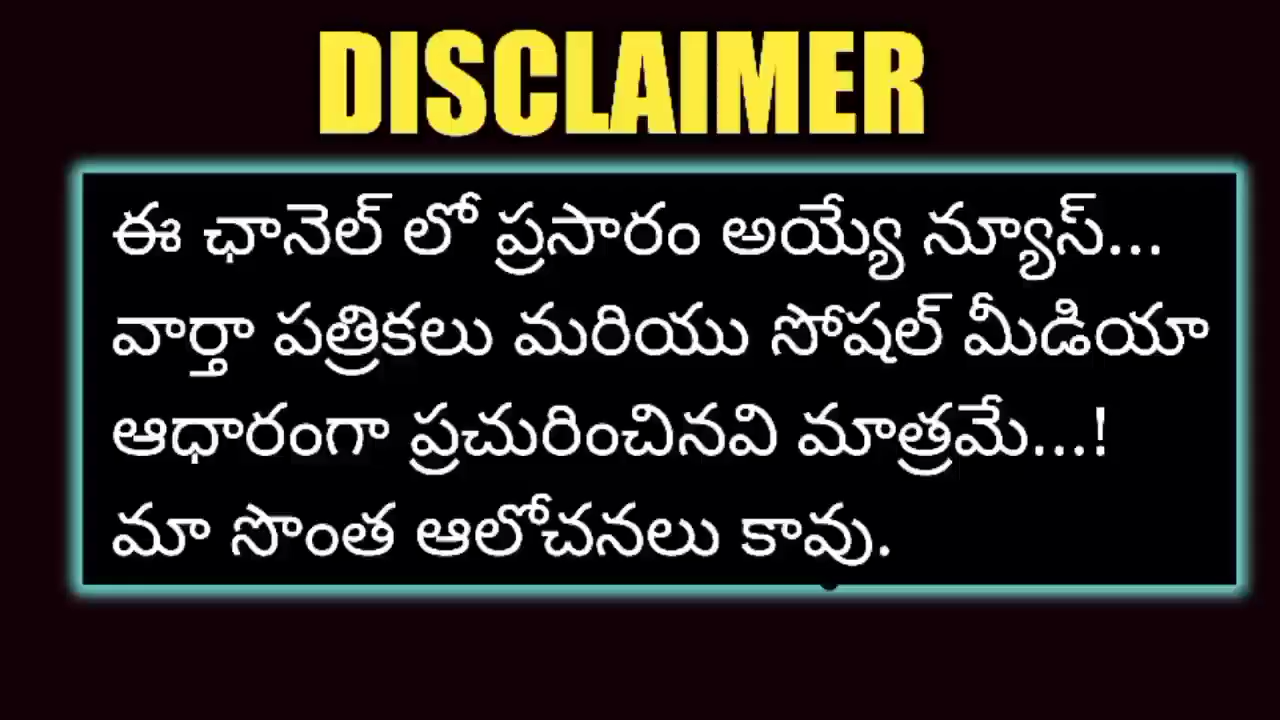 DISCLAIMER
ఈ ఛానెల్ లో ప్రసారం అయ్యే న్యూస్...
వార్తా పత్రికలు మరియు సోషల్ మీడియా
ఆధారంగా ప్రచురించినవి మాత్రమే...!
మా సొంత ఆలోచనలు కావు.